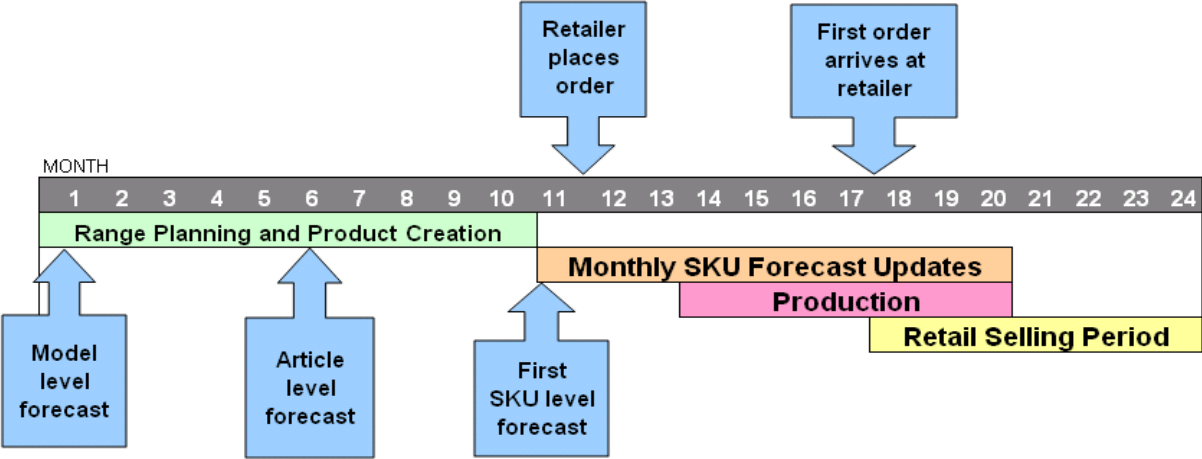 Retailer
places
order
First order
arrives at
retailer
MONTH
1 2 3 4 5 6 7 8 9 10 11 12 13 14 15 16 17 18 19 20 21 22 23 24
Range Planning and Product Creation
Monthly SKU Forecast Updates
Production
Retail Selling Period
Model
level
forecast
Article
level
forecast
First
SKU level
forecast